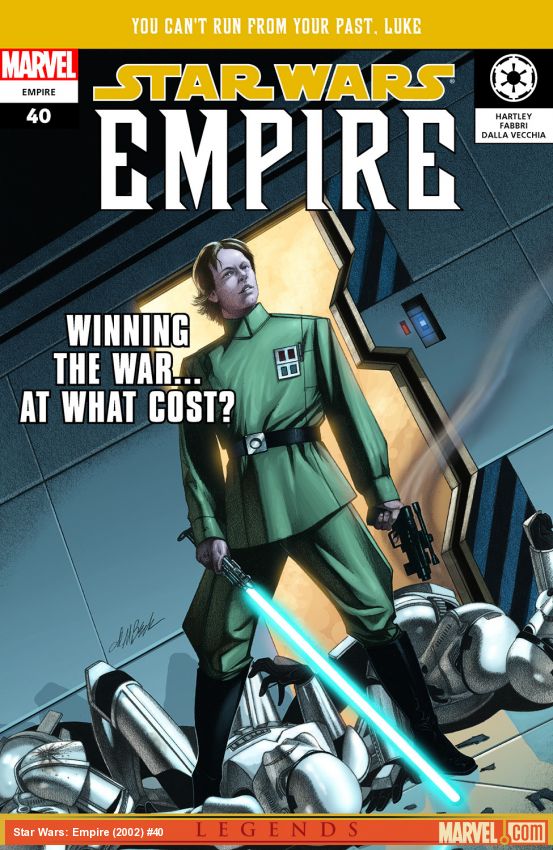 YOU CAN'T RUN FROM YOUR PAST, LUKE
MARVEL
EMPIRE
40
STAR WARS®
EMPIRE
HARTLEY
FABBRI
DALLA VECCHIA
WINNING
THE WAR...
AT WHAT COST?
Star Wars: Empire (2002) #40
LEGENDS
MARVEL.com